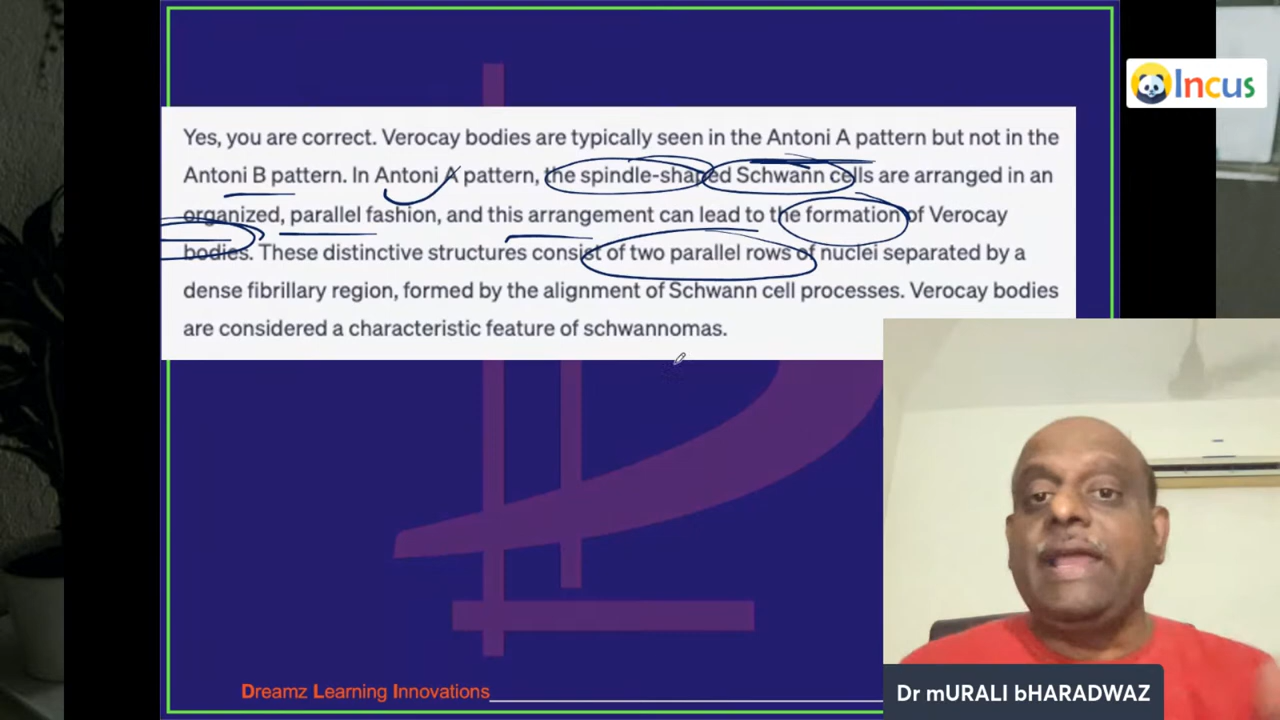 Incus
Yes, you are correct. Verocay bodies are typically seen in the Antoni A pattern but not in the
Antoni B pattern. In Antoni A pattern, the spindle-shaped Schwann cells are arranged in an
organized, parallel fashion, and this arrangement can lead to the formation of Verocay
bodies. These distinctive structures consist of two parallel rows of nuclei separated by a
dense fibrillary region, formed by the alignment of Schwann cell processes. Verocay bodies
are considered a characteristic feature of schwannomas.
Dreamz Learning Innovations
Dr mURALI bHARADWAZ